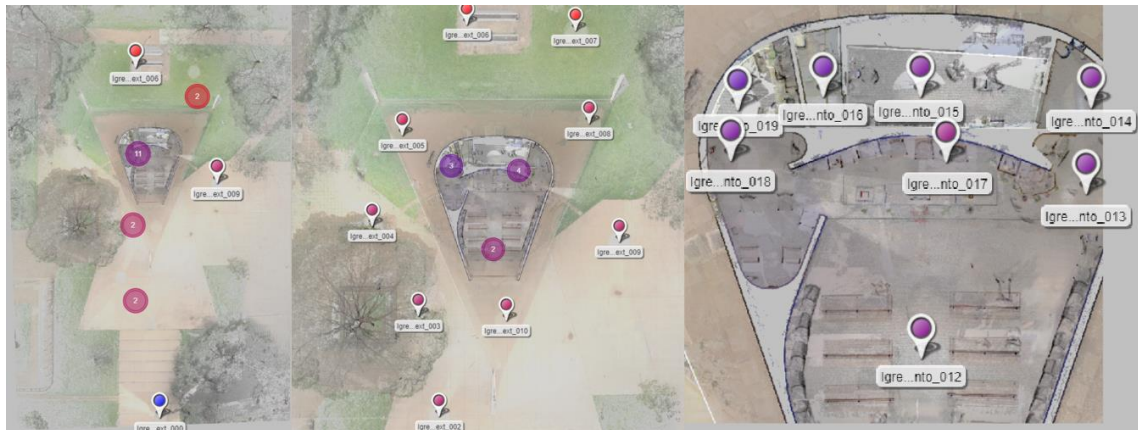 Igre...ext_006
2
11
Igre...ext_009
2
2
Igre...ext_000
Igre...ext_006
Igre...ext_007
Igre...ext_008
Igre...ext_005
3
4
Igre...ext_004
Igre...ext_009
2
Igre...ext_003
Igre...ext_010
Igre...ext_002
Igre...nto_019
Igre...nto_016
Igre...nto_015
Igre...nto_014
Igre...nto_018
Igre...nto_017
Igre...nto_013
Igre...nto_012